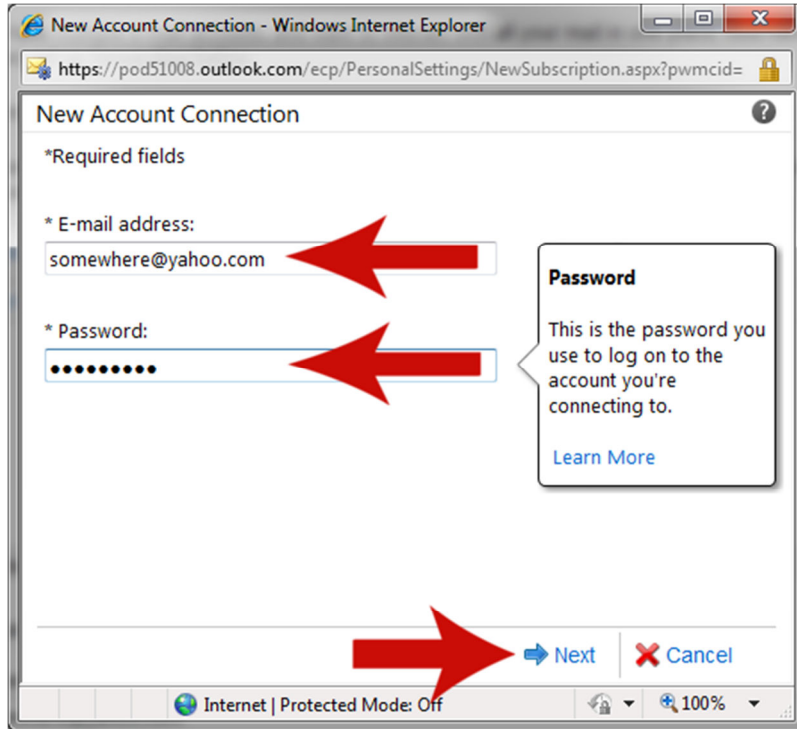 New Account Connection - Windows Internet Explorer
https://pod51008.outlook.com/ecp/PersonalSettings/NewSubscription.aspx?pwmcid=
New Account Connection
*Required fields
* E-mail address:
somewhere@yahoo.com
* Password:
•••••••••
Password
This is the password you
use to log on to the
account you're
connecting to.
Learn More
Next
Cancel
Internet | Protected Mode: Off
100%